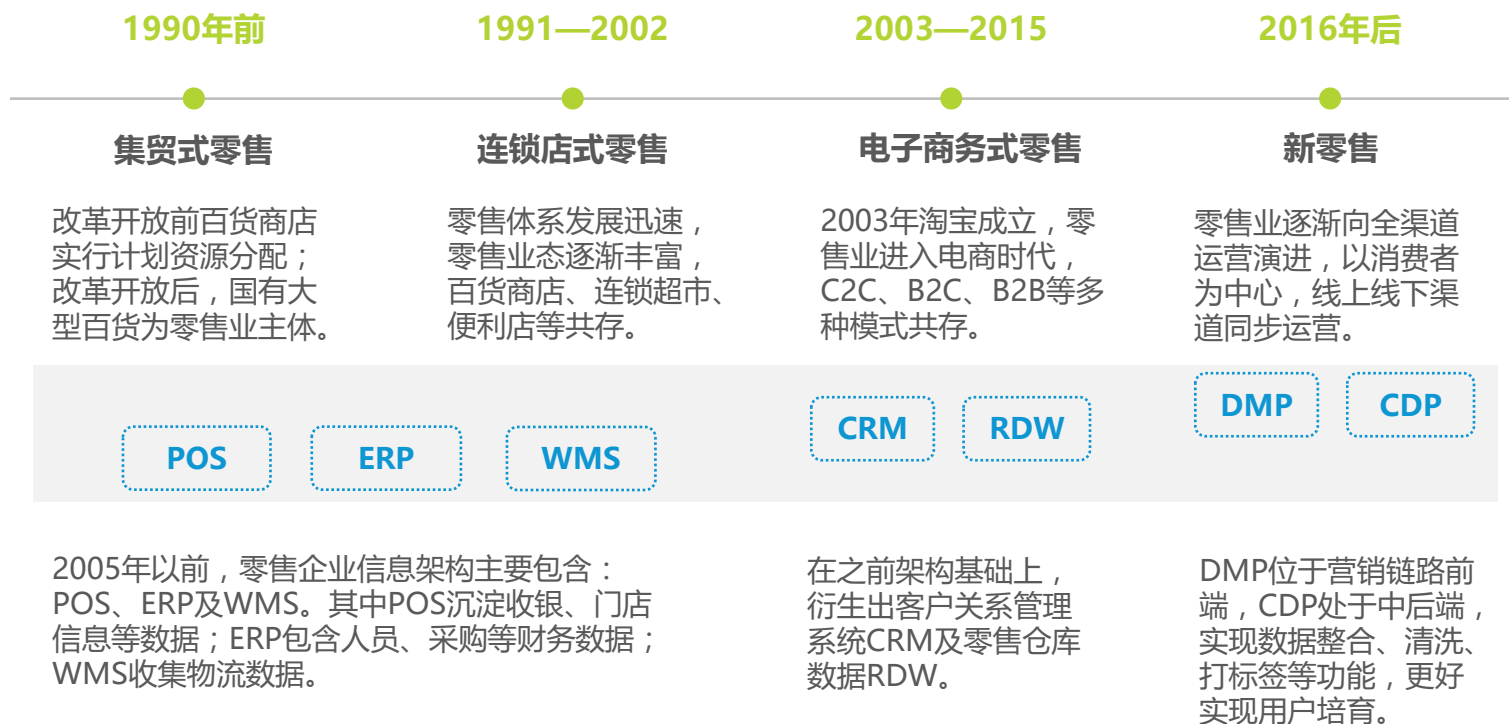 1990年前
1991—2002
2003—2015
2016年后
集贸式零售
连锁店式零售
电子商务式零售
新零售
改革开放前百货商店
实行计划资源分配；
改革开放后，国有大
型百货为零售业主体。
零售体系发展迅速，
零售业态逐渐丰富，
百货商店、连锁超市、
便利店等共存。
2003年淘宝成立，零
售业进入电商时代，
C2C、B2C、B2B等多
种模式共存。
零售业逐渐向全渠道
运营演进，以消费者
为中心，线上线下渠
道同步运营。
POS
ERP
WMS
CRM
RDW
DMP
CDP
2005年以前，零售企业信息架构主要包含：
POS、ERP及WMS。其中POS沉淀收银、门店
信息等数据；ERP包含人员、采购等财务数据；
WMS收集物流数据。
在之前架构基础上，
衍生出客户关系管理
系统CRM及零售仓库
数据RDW。
DMP位于营销链路前
端，CDP处于中后端，
实现数据整合、清洗、
打标签等功能，更好
实现用户培育。